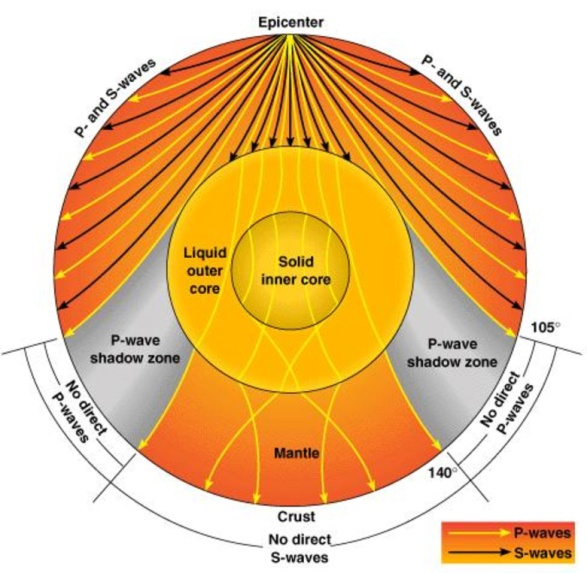 Epicenter
P- and S-waves
P- and S-waves
Liquid
outer
core
Solid
inner core
P-wave
shadow zone
P-wave
shadow zone
105°
No direct
P-waves
No direct
P-waves
Mantle
140°
Crust
No direct
S-waves
P-waves
S-waves